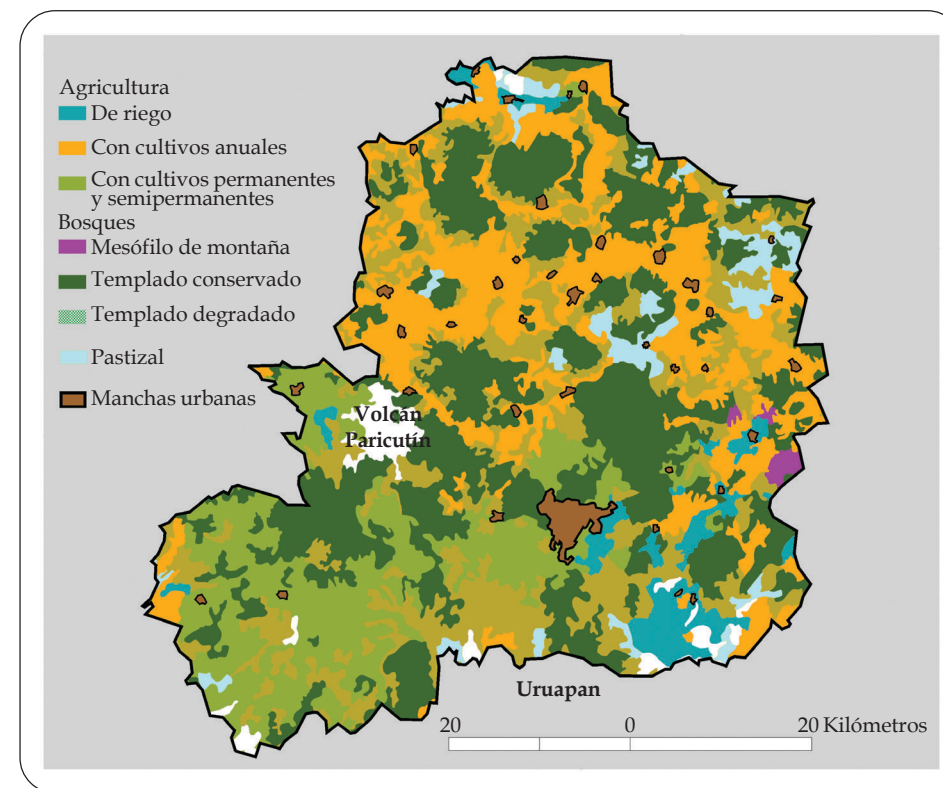 Agricultura
De riego
Con cultivos anuales
Con cultivos permanentes
y semipermanentes
Bosques
Mesófilo de montaña
Templado conservado
Templado degradado
Pastizal
Manchas urbanas
Volcán
Paricutín
Uruapan
20 0 20 Kilómetros